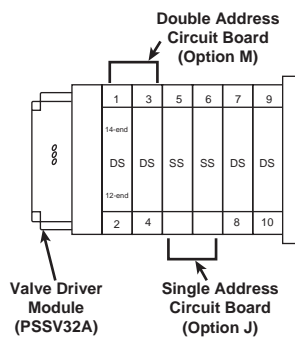 Double Address
Circuit Board
(Option M)
1 3 5 6 7 9
14-end
DS DS SS SS DS DS
12-end
2 4 8 10
Valve Driver
Module
(PSSV32A)
Single Address
Circuit Board
(Option J)